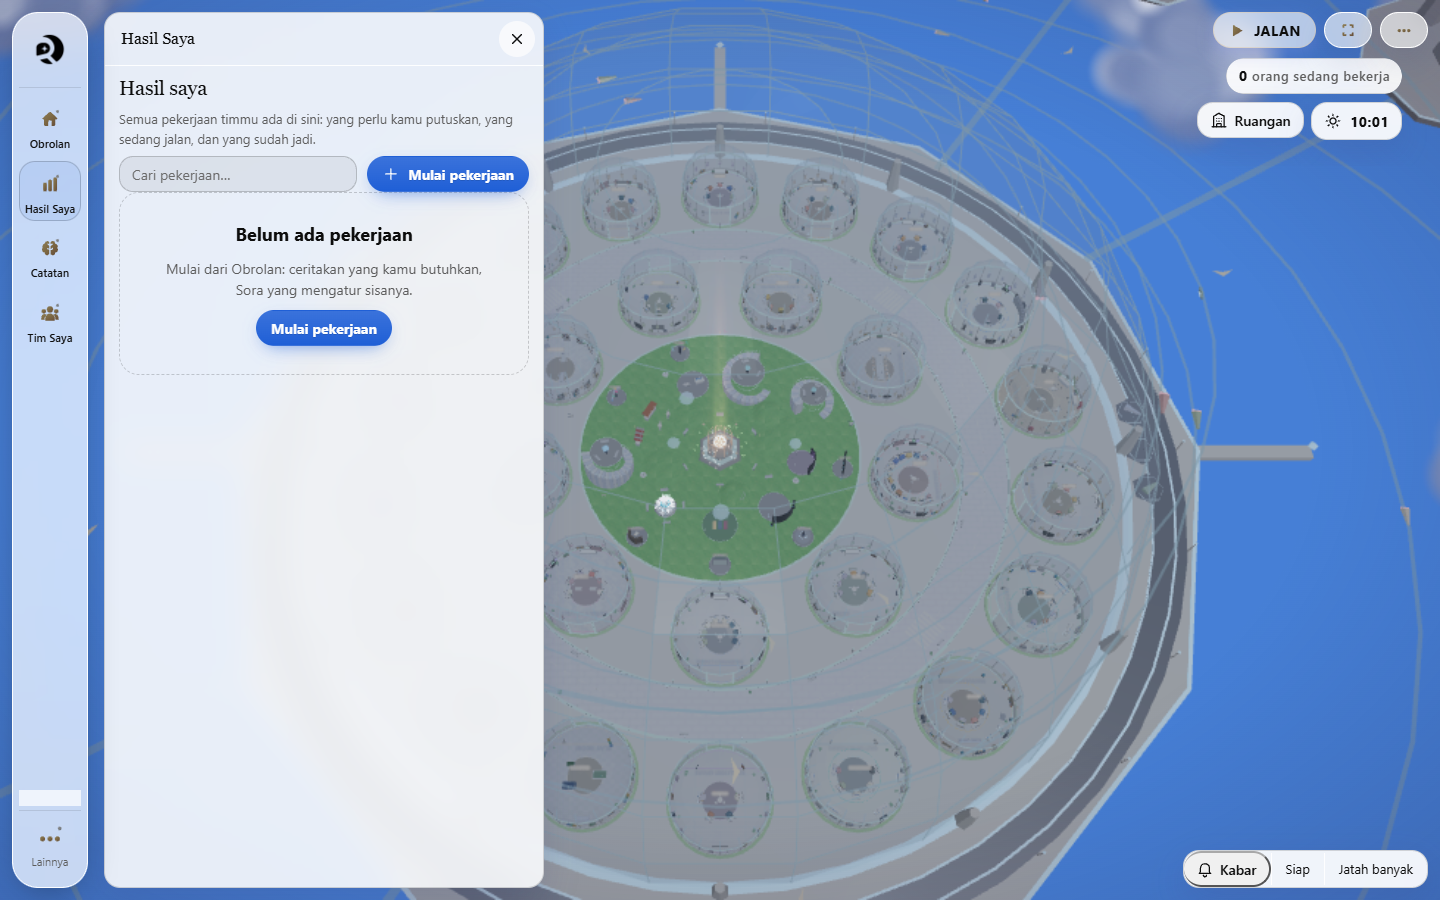 Hasil Saya
Hasil saya
Semua pekerjaan timmu ada di sini: yang perlu kamu putuskan, yang
sedang jalan, dan yang sudah jadi.
Cari pekerjaan...
Mulai pekerjaan
Belum ada pekerjaan
Mulai dari Obrolan: ceritakan yang kamu butuhkan,
Sora yang mengatur sisanya.
Mulai pekerjaan
Obrolan
Hasil Saya
Catatan
Tim Saya
Lainnya
JALAN
0 orang sedang bekerja
Ruangan
10:01
Kabar
Siap
Jatah banyak